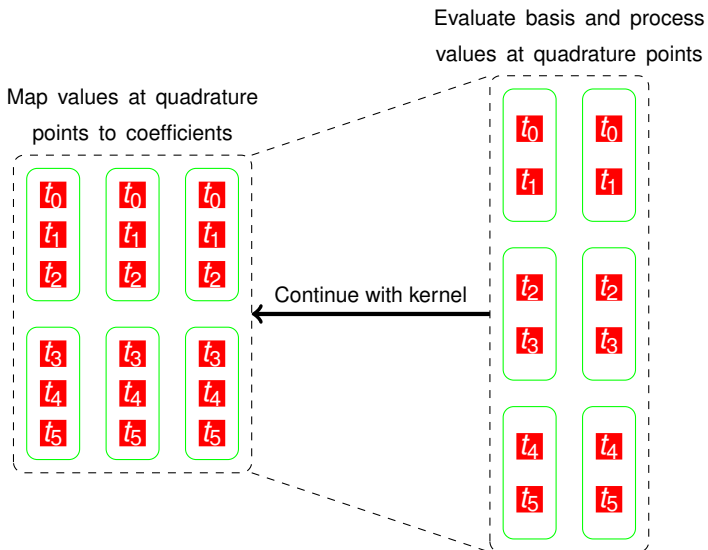 Evaluate basis and process
values at quadrature points
Map values at quadrature
points to coefficients
t0 t0 t0
t1 t1 t1
t2 t2 t2
t3 t3 t3
t4 t4 t4
t5 t5 t5
Continue with kernel
t0 t0
t1 t1
t2 t2
t3 t3
t4 t4
t5 t5